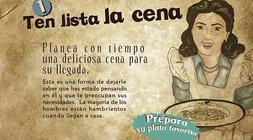 1
Ten lista la cena
Planea con tiempo
una deliciosa cena para
su llegada.
Esta es una forma de dejarle
saber que has estado pensando
en él y que te preocupan sus
necesidades. La mayoría de los
hombres están hambrientos
cuando llegan a casa.
Prepara
su plato favorito